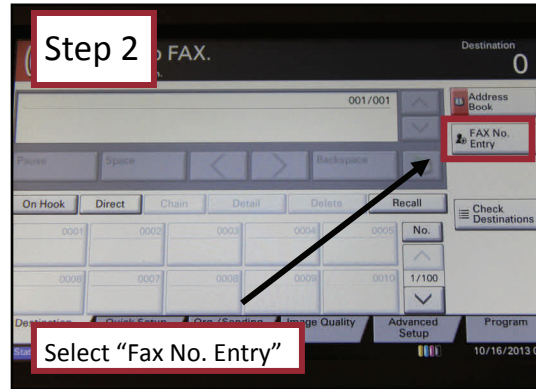 Step 2
FAX.
Destination
0
001/001
Address
Book
FAX No.
Entry
Pause Space Backspace
On Hook Direct Chain Detail Delete Recall
Check
Destinations
0001 0002 0003 0004 0005 No.
0006 0007 0008 0009 0010 1/100
Destination Quick Setup Org./Sending Image Quality Advanced
Setup Program
Select “Fax No. Entry”
10/16/2013